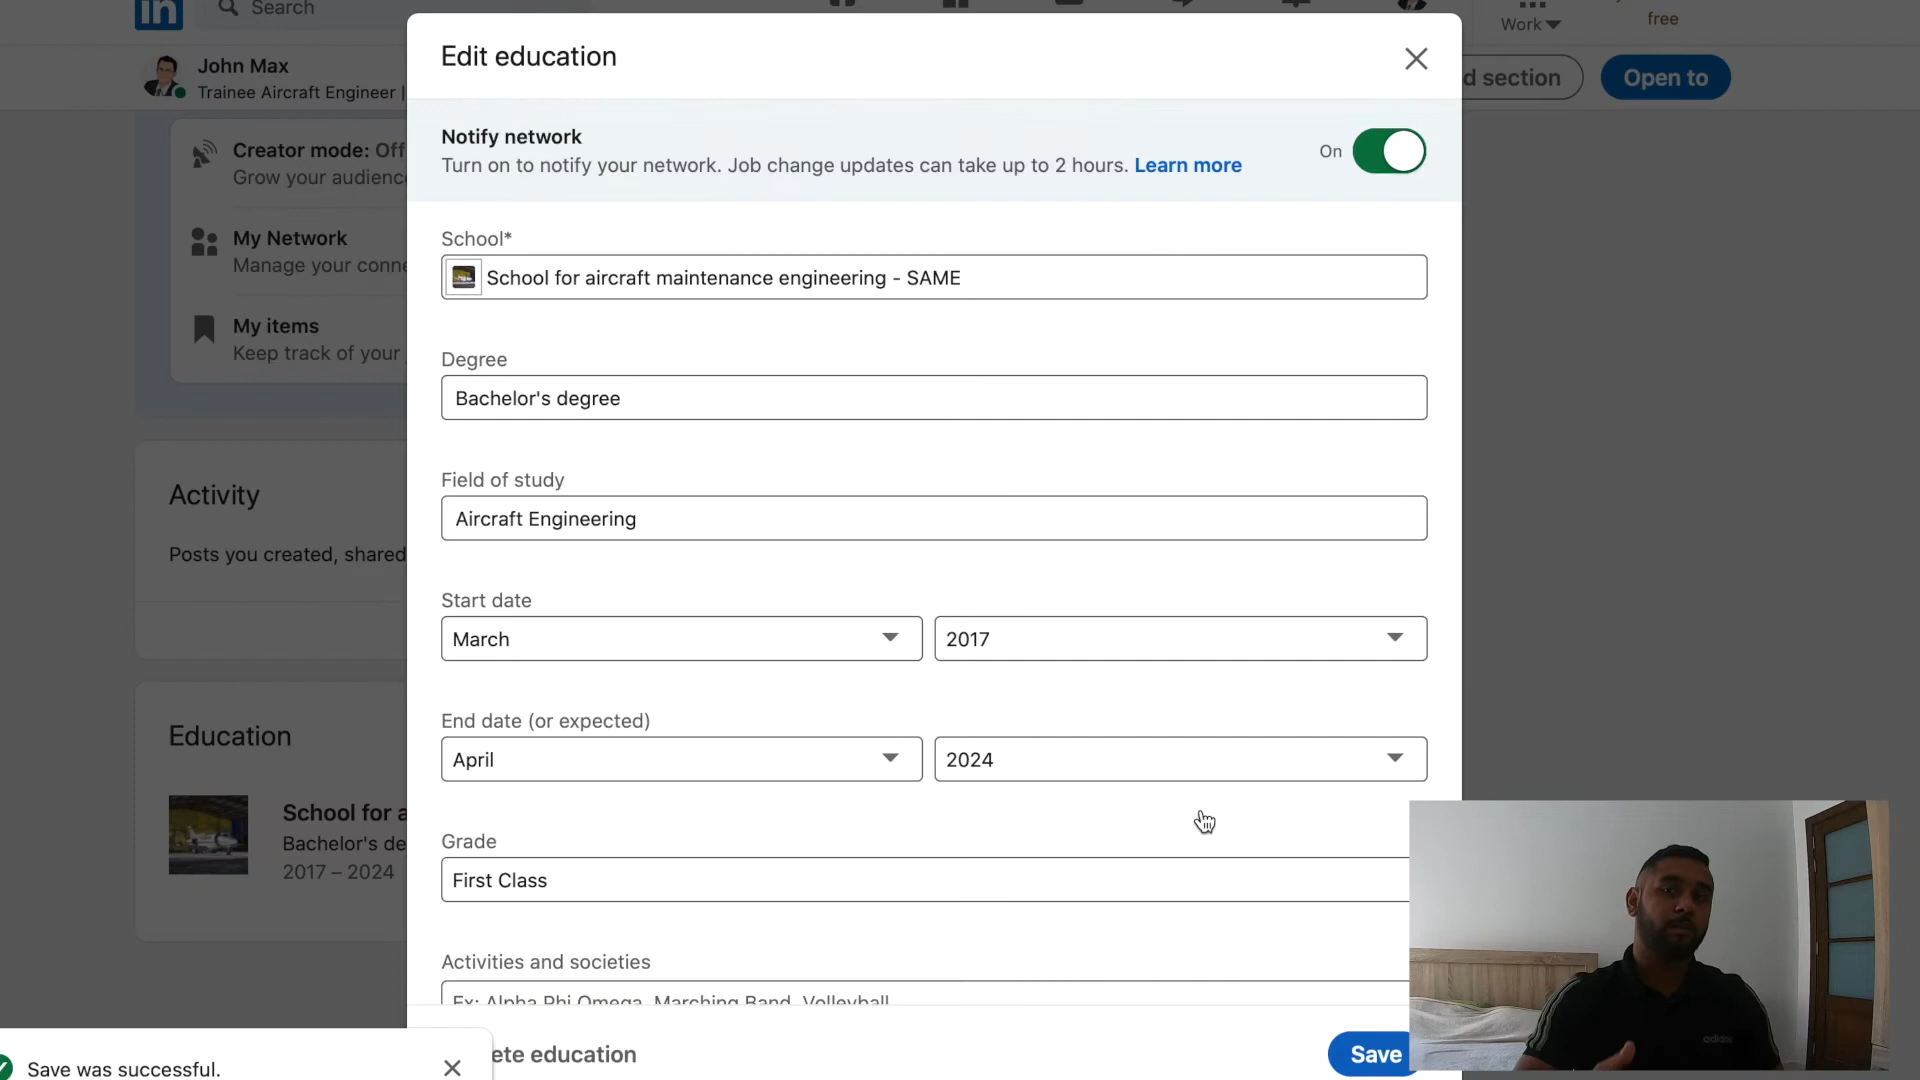 in
Search
Work
free
John Max
Trainee Aircraft Engineer |
d section
Open to
Creator mode: Off
Grow your audienc
My Network
Manage your conne
My items
Keep track of your
Activity
Posts you created, shared
Education
School for a
Bachelor's de
2017 – 2024
Edit education
Notify network
Turn on to notify your network. Job change updates can take up to 2 hours. Learn more
On
School*
School for aircraft maintenance engineering - SAME
Degree
Bachelor's degree
Field of study
Aircraft Engineering
Start date
March
2017
End date (or expected)
April
2024
Grade
First Class
Activities and societies
Ex: Alpha Phi Omega, Marching Band, Volleyball
ete education
Save
Save was successful.
adidas